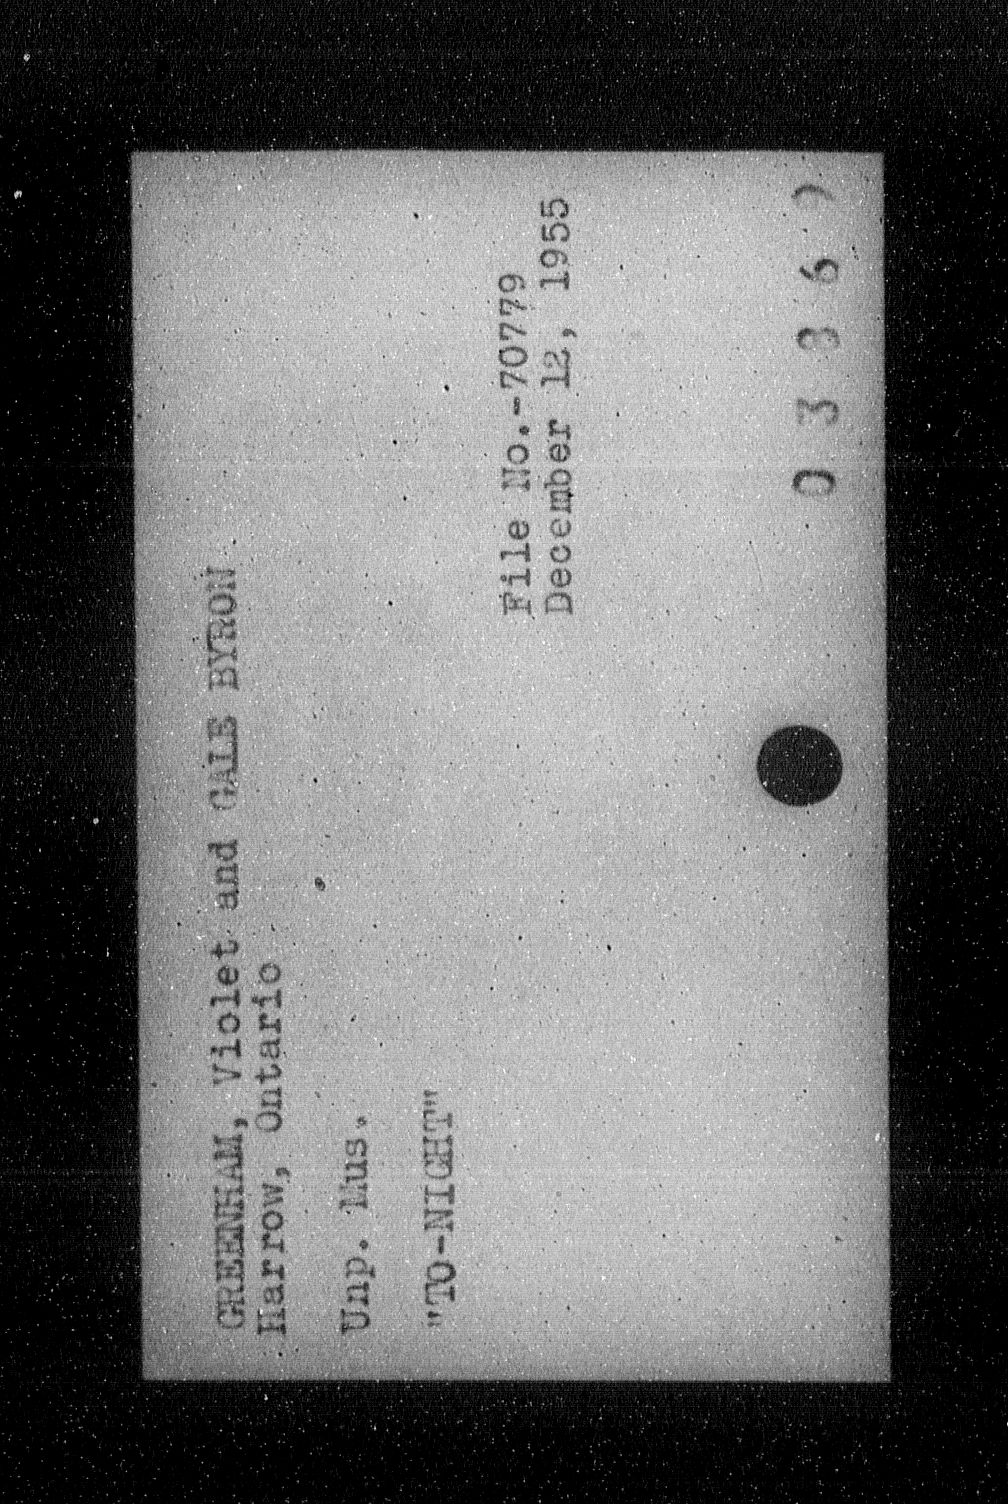 GREENHAM, Violet and GALE BYRON
Harrow, Ontario
Unp. Mus.
"TO-NIGHT"
File No.-70779
December 12, 1955
0 3 8 6 )